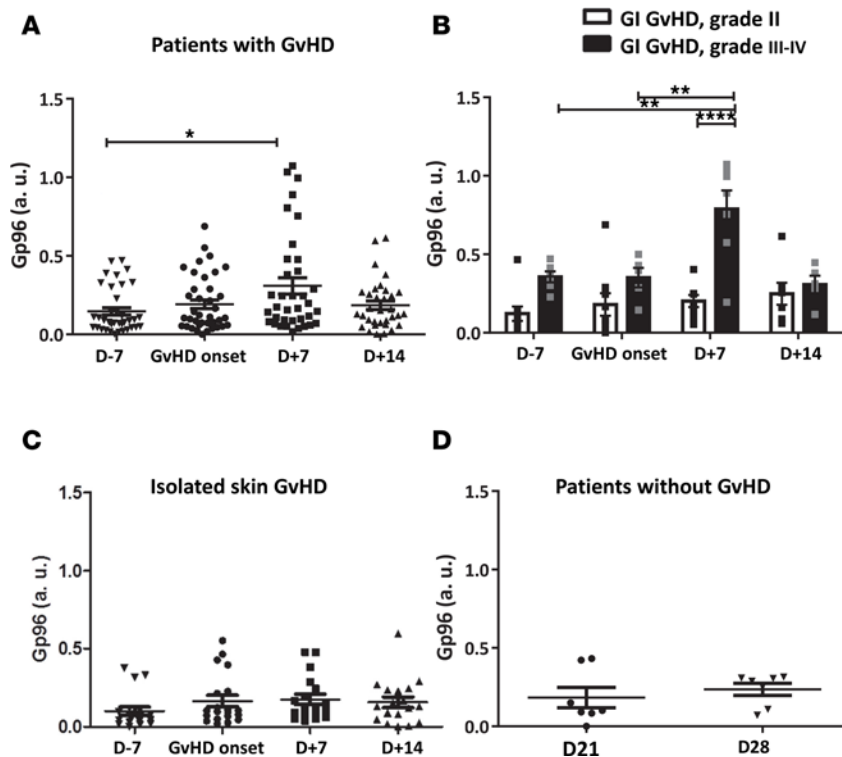 A
Patients with GvHD
Gp96 (a. u.)
1.5
1.0
0.5
0.0
*
D-7
GvHD onset
D+7
D+14
B
GI GvHD, grade II
GI GvHD, grade III-IV
Gp96 (a. u.)
1.5
1.0
0.5
0.0
**
**
****
D-7
GvHD onset
D+7
D+14
C
Isolated skin GvHD
Gp96 (a. u.)
1.5
1.0
0.5
0.0
D-7
GvHD onset
D+7
D+14
D
Patients without GvHD
Gp96 (a. u.)
1.5
1.0
0.5
0.0
D21
D28